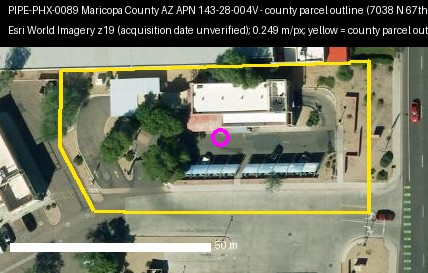 PIPE-PHX-0089 Maricopa County AZ APN 143-28-004V - county parcel outline (7038 N 67th
Esri World Imagery z19 (acquisition date unverified); 0.249 m/px; yellow = county parcel out
50 m